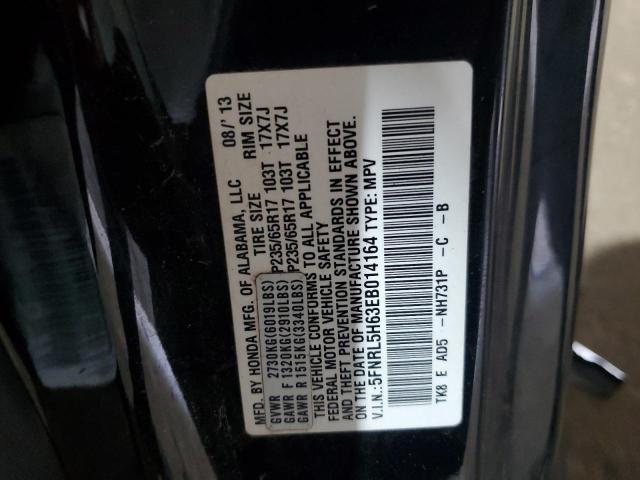 MFD. BY HONDA MFG. OF ALABAMA, LLC 08/'13
TIRE SIZE RIM SIZE
GVWR 2730KG(6019LBS)
GAWR F 1320KG(2910LBS) P235/65R17 103T 17X7J
GAWR R 1515KG(3340LBS) P235/65R17 103T 17X7J
THIS VEHICLE CONFORMS TO ALL APPLICABLE
FEDERAL MOTOR VEHICLE SAFETY
AND THEFT PREVENTION STANDARDS IN EFFECT
ON THE DATE OF MANUFACTURE SHOWN ABOVE.
V.I.N.: 5FNRL5H63EB014164 TYPE: MPV
TK8 E AD5 -NH731P -C -B